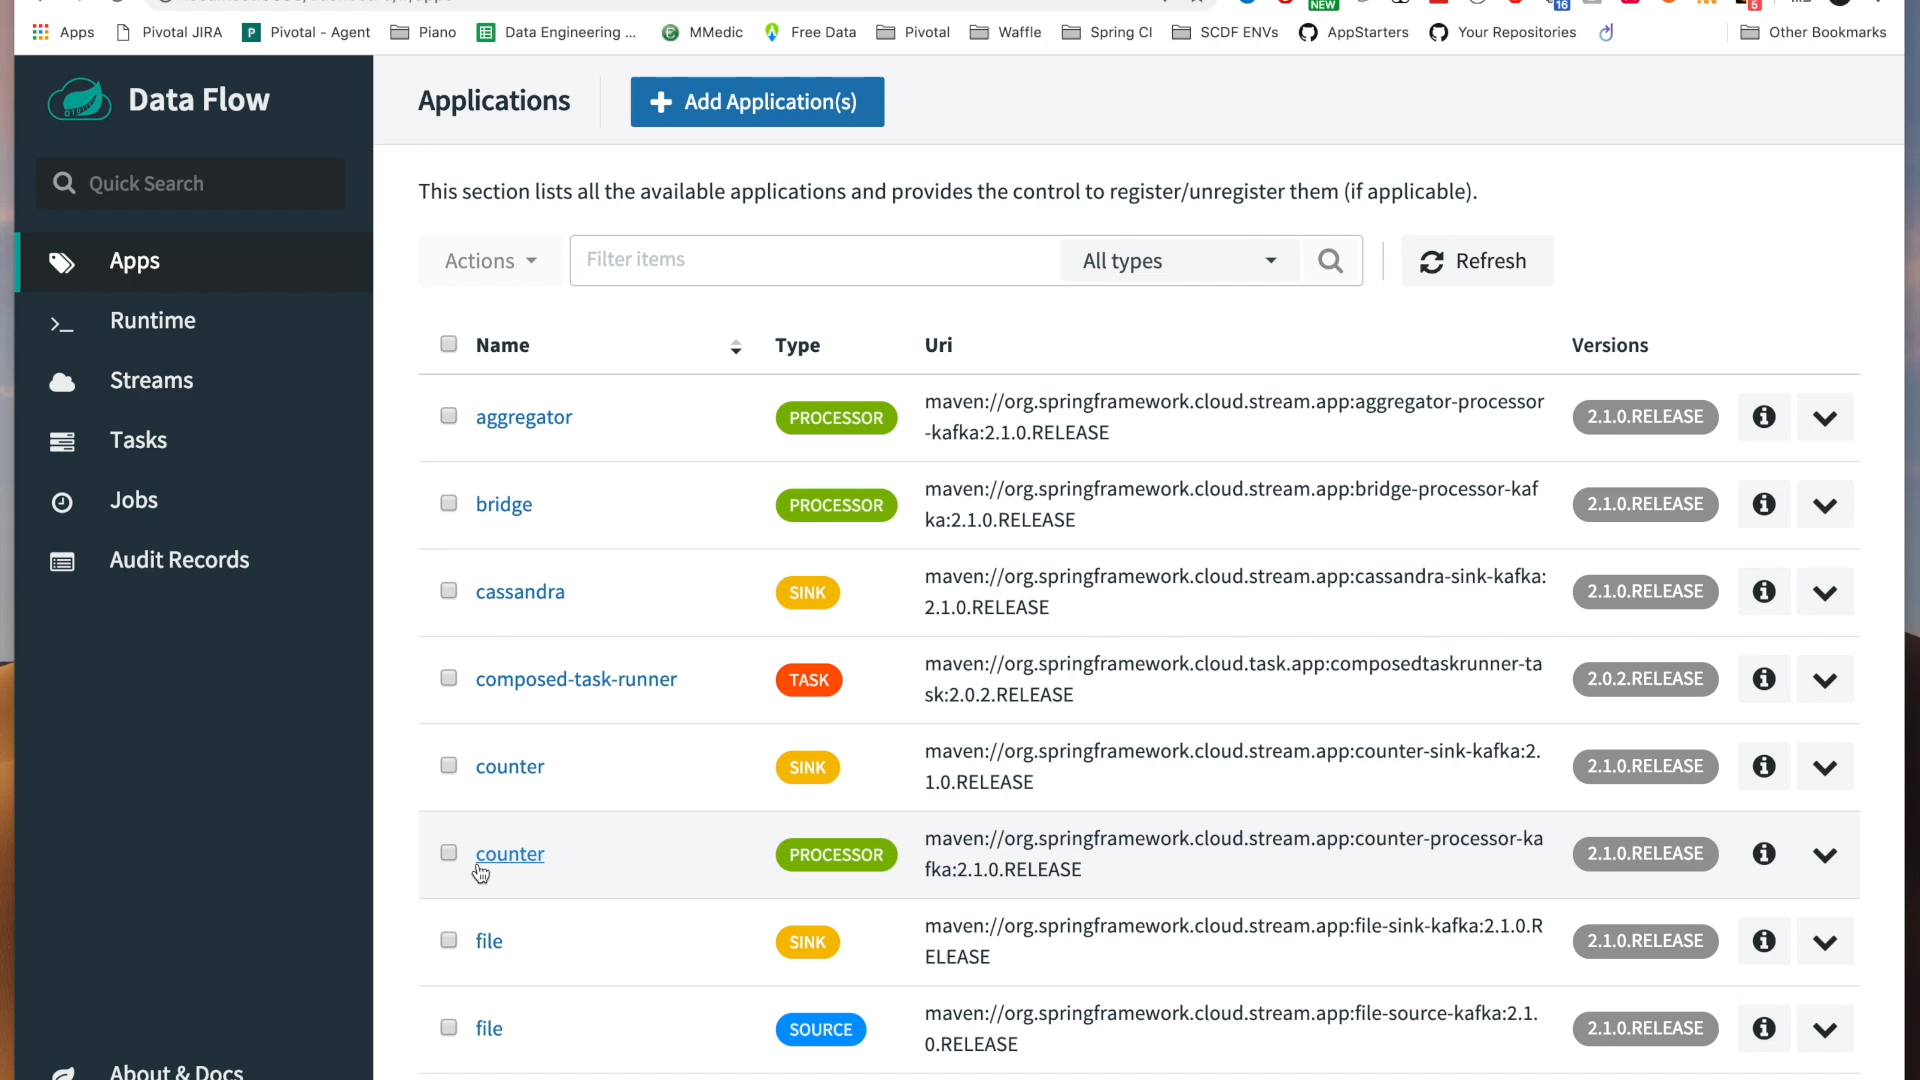 NEW
16
5
Apps
Pivotal JIRA
P
Pivotal - Agent
Piano
Data Engineering ...
MMedic
Free Data
Pivotal
Waffle
Spring CI
SCDF ENVs
AppStarters
Your Repositories
Other Bookmarks
Data Flow
Quick Search
Apps
Runtime
Streams
Tasks
Jobs
Audit Records
About & Docs
Applications
Add Application(s)
This section lists all the available applications and provides the control to register/unregister them (if applicable).
Actions
Filter items
All types
Refresh
Name
Type
Uri
Versions
aggregator
PROCESSOR
maven://org.springframework.cloud.stream.app:aggregator-processor
-kafka:2.1.0.RELEASE
2.1.0.RELEASE
bridge
PROCESSOR
maven://org.springframework.cloud.stream.app:bridge-processor-kaf
ka:2.1.0.RELEASE
2.1.0.RELEASE
cassandra
SINK
maven://org.springframework.cloud.stream.app:cassandra-sink-kafka:
2.1.0.RELEASE
2.1.0.RELEASE
composed-task-runner
TASK
maven://org.springframework.cloud.task.app:composedtaskrunner-ta
sk:2.0.2.RELEASE
2.0.2.RELEASE
counter
SINK
maven://org.springframework.cloud.stream.app:counter-sink-kafka:2.
1.0.RELEASE
2.1.0.RELEASE
counter
PROCESSOR
maven://org.springframework.cloud.stream.app:counter-processor-ka
fka:2.1.0.RELEASE
2.1.0.RELEASE
file
SINK
maven://org.springframework.cloud.stream.app:file-sink-kafka:2.1.0.R
ELEASE
2.1.0.RELEASE
file
SOURCE
maven://org.springframework.cloud.stream.app:file-source-kafka:2.1.
0.RELEASE
2.1.0.RELEASE